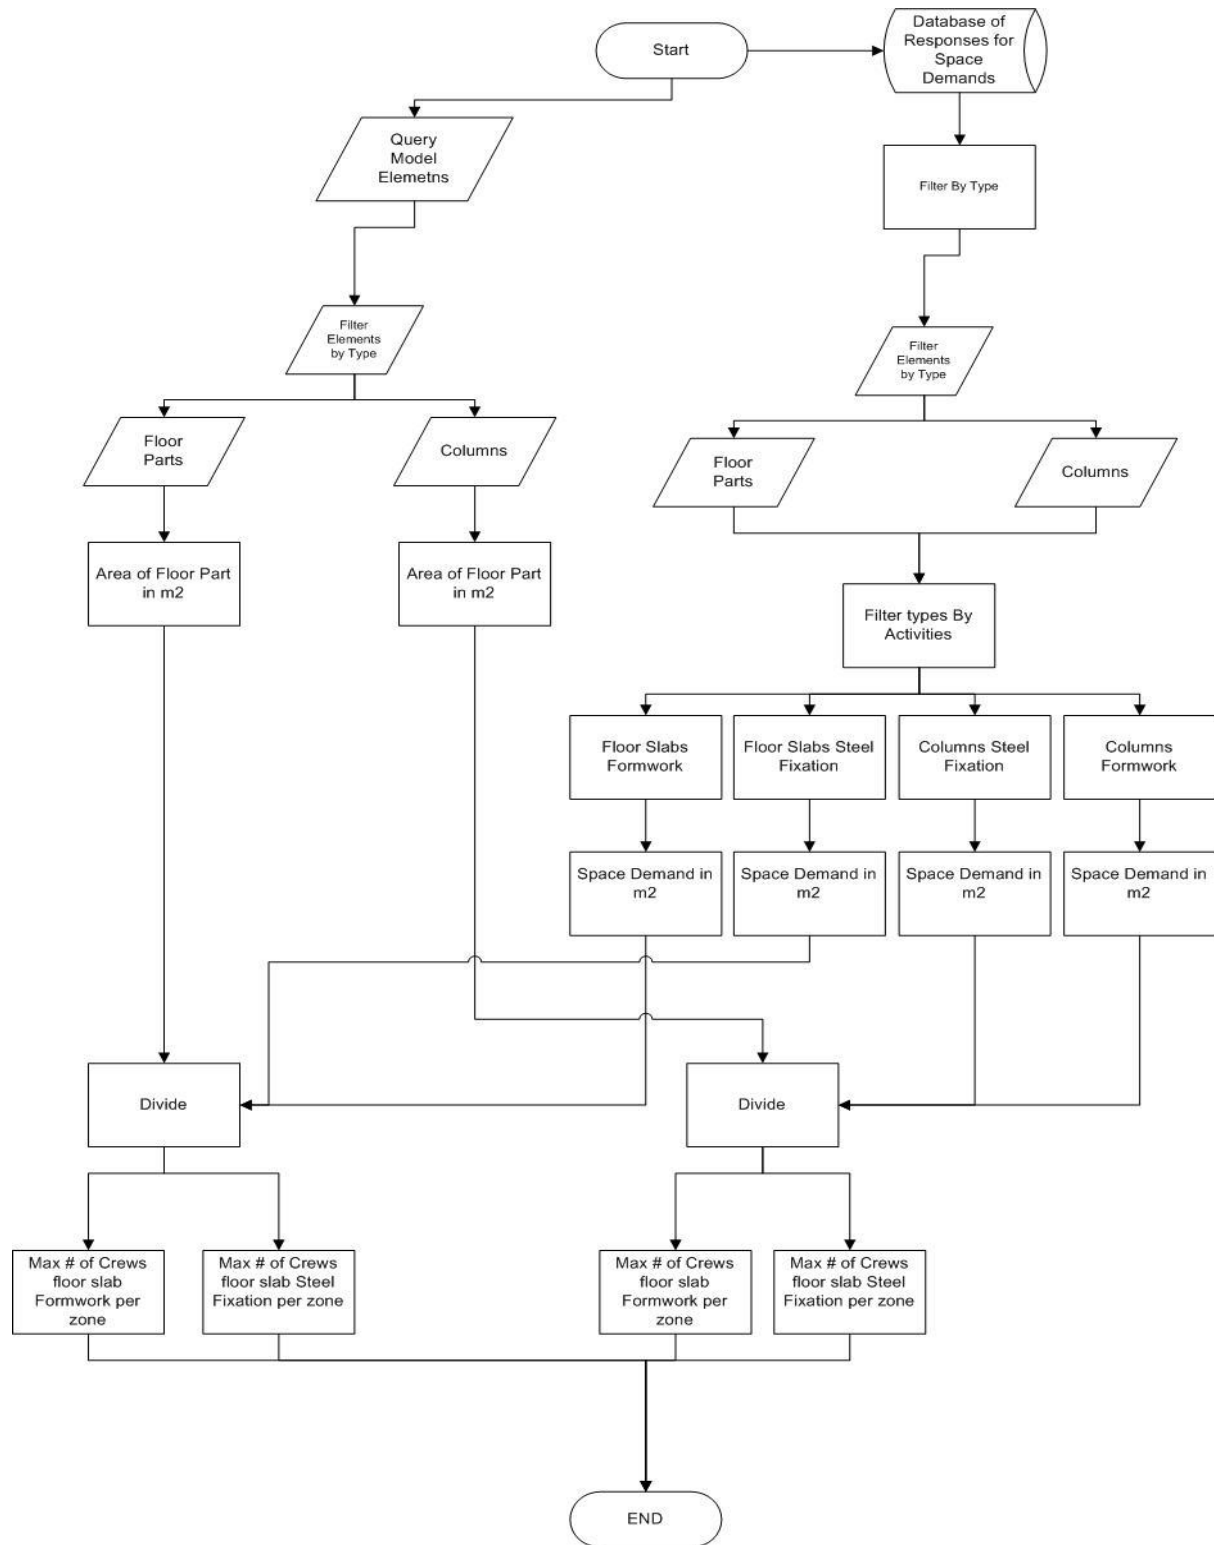 Start
Database of
Responses for
Space
Demands
Query
Model
Elemetns
Filter By Type
Filter
Elements
by Type
Filter
Elements
by Type
Floor
Parts
Columns
Floor
Parts
Columns
Area of Floor Part
in m2
Area of Floor Part
in m2
Filter types By
Activities
Floor Slabs
Formwork
Floor Slabs Steel
Fixation
Columns Steel
Fixation
Columns
Formwork
Space Demand in
m2
Space Demand in
m2
Space Demand in
m2
Space Demand in
m2
Divide
Divide
Max # of Crews
floor slab
Formwork per
zone
Max # of Crews
floor slab Steel
Fixation per zone
Max # of Crews
floor slab
Formwork per
zone
Max # of Crews
floor slab Steel
Fixation per zone
END